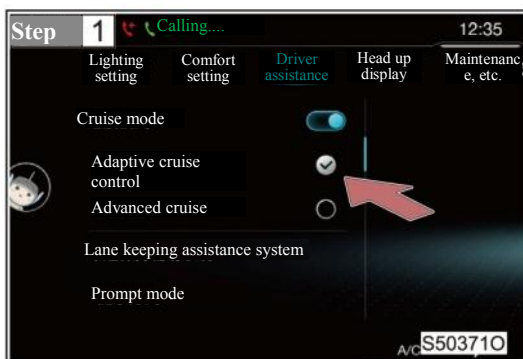 Step 1 Calling.... 12:35
Lighting setting
Comfort setting
Driver assistance
Head up display
Maintenanc e, etc.
Cruise mode
Adaptive cruise control
Advanced cruise
Lane keeping assistance system
Prompt mode
A/C S50371O